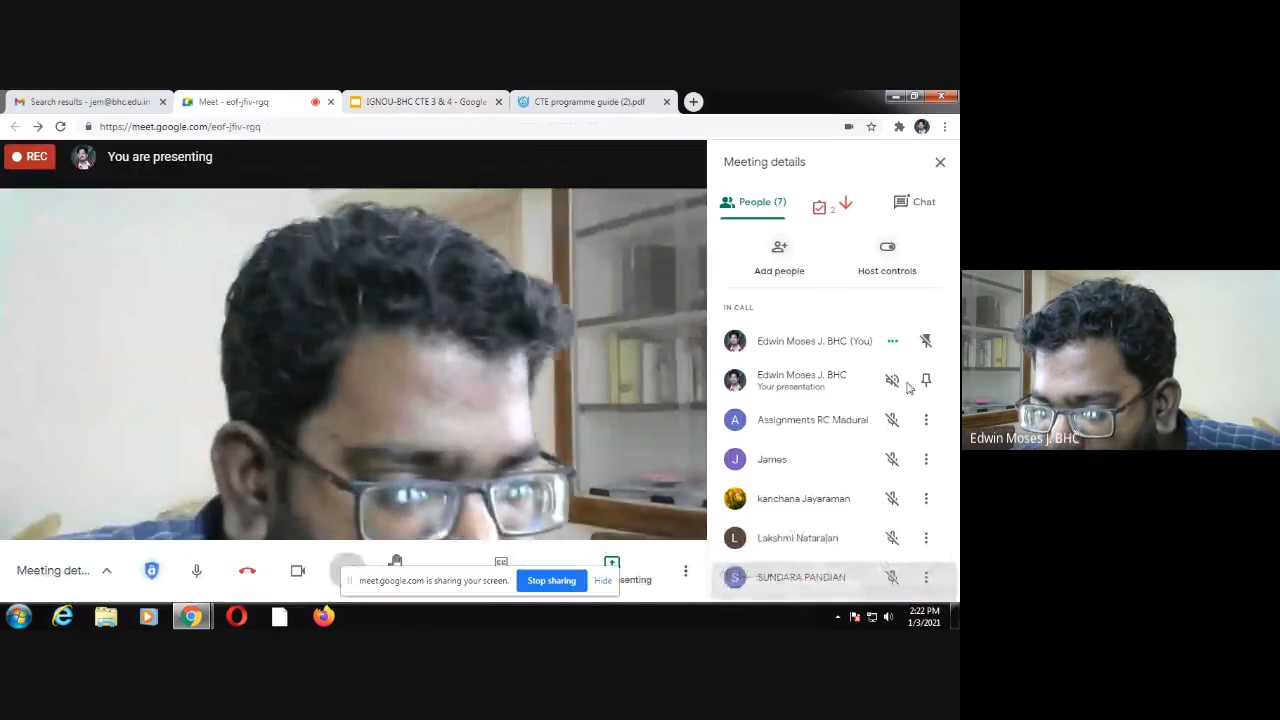 Search results - jem@bhc.edu.in
Meet - eof-jfiv-rgq
IGNOU-BHC CTE 3 & 4 - Google
CTE programme guide (2).pdf
https://meet.google.com/eof-jfiv-rgq
REC
You are presenting
Meeting details
People (7)
2
Chat
Add people
Host controls
IN CALL
Edwin Moses J. BHC (You)
Edwin Moses J. BHC
Your presentation
A
Assignments RC Madurai
J
James
kanchana Jayaraman
L
Lakshmi Natarajan
S
SUNDARA PANDIAN
Edwin Moses J. BHC
Meeting det...
meet.google.com is sharing your screen.
Stop sharing
Hide
2:22 PM
1/3/2021